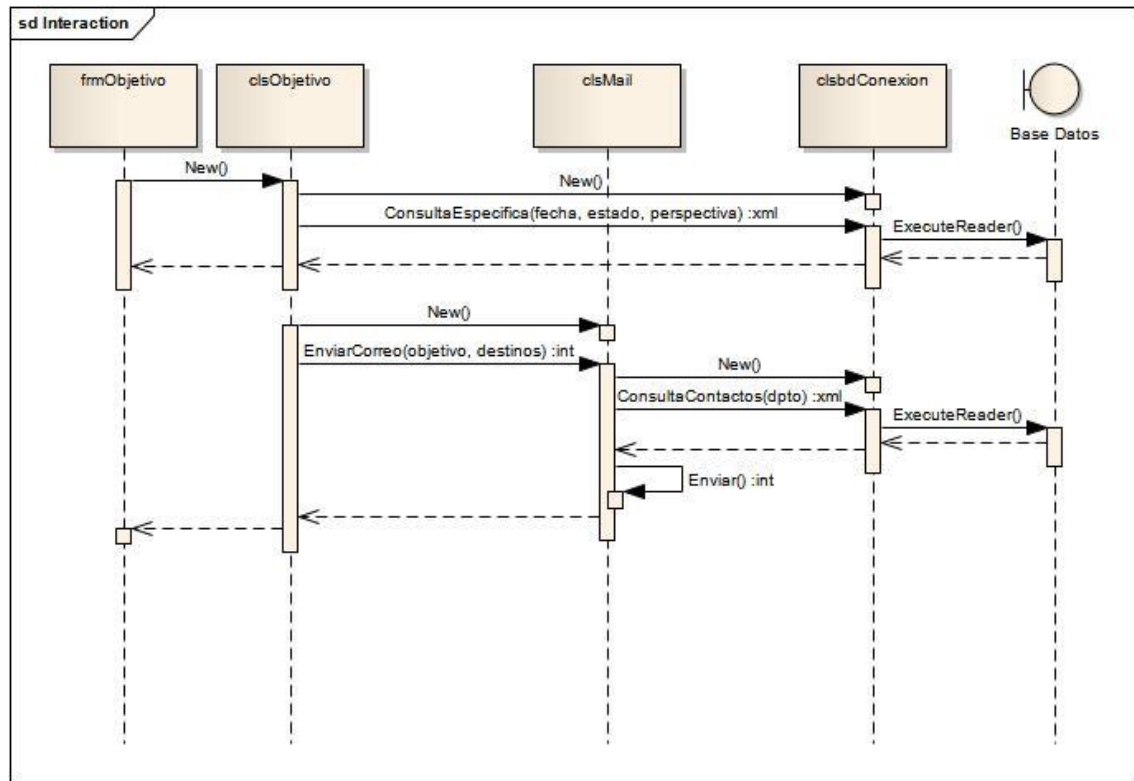 sd Interaction
frmObjetivo
clsObjetivo
clsMail
clsbdConexion
Base Datos
New()
New()
ConsultaEspecifica(fecha, estado, perspectiva) :xml
ExecuteReader()
New()
EnviarCorreo(objetivo, destinos) :int
New()
ConsultaContactos(dpto) :xml
ExecuteReader()
Enviar() :int